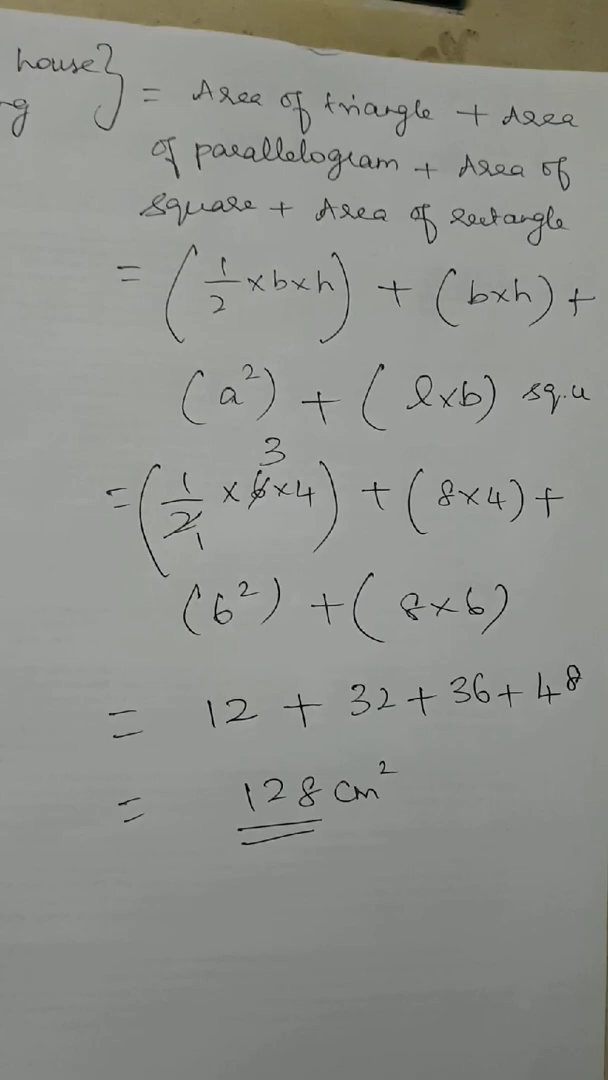 house} = Area of triangle + Area
of parallelogram + Area of
square + Area of rectangle
= (1/2 × b × h) + (b×h) +
(a²) + (l×b) sq.u
3
= (1/2 × 6 × 4) + (8×4) +
1
(6²) + (8×6)
= 12 + 32 + 36 + 48
= 128 cm²